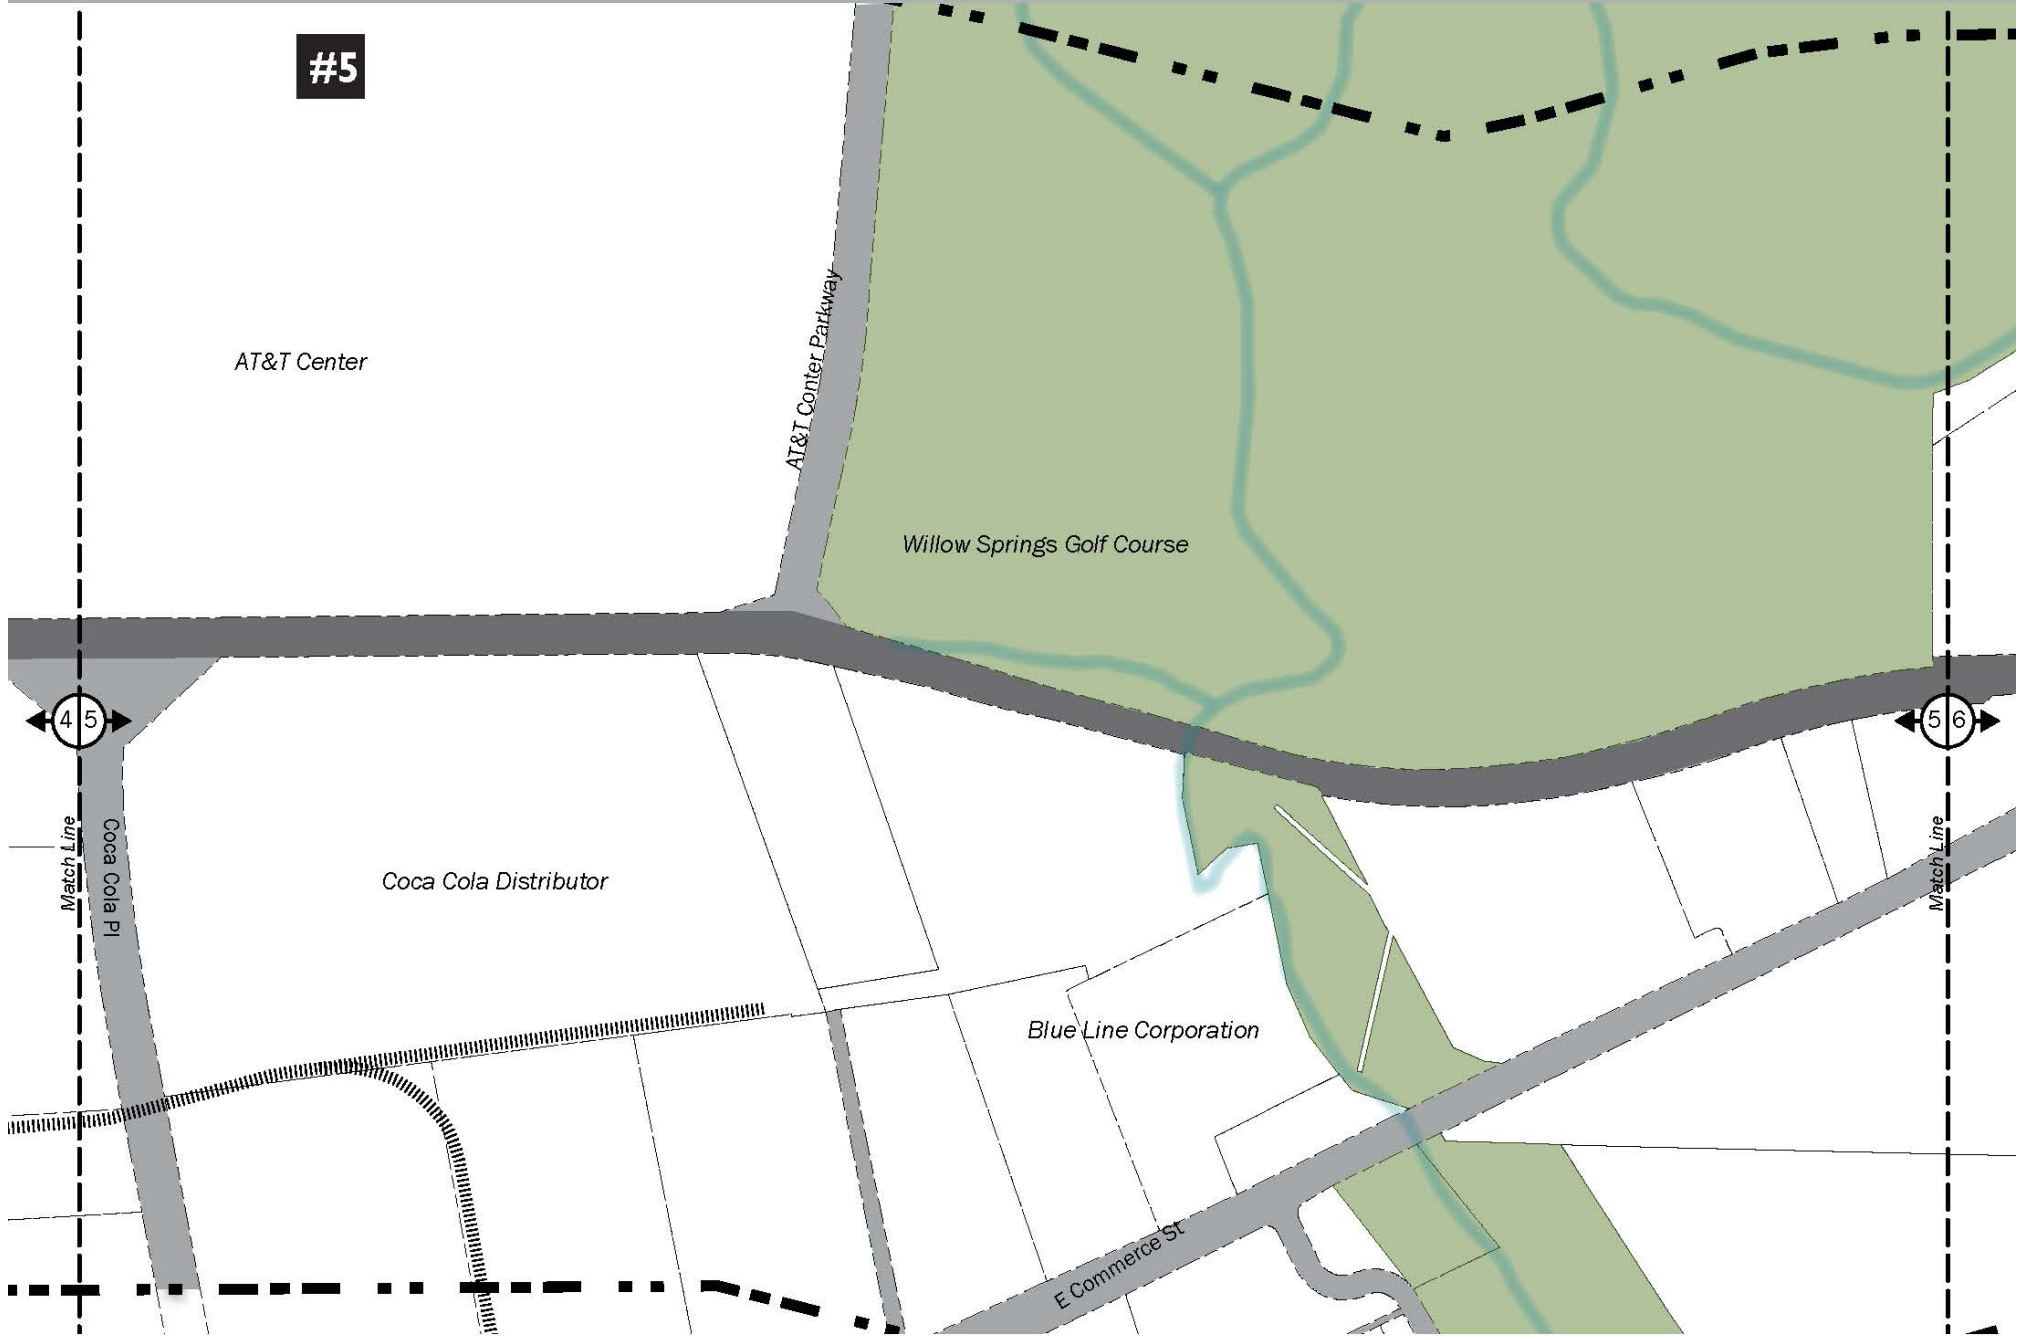 #5
AT&T Center
AT&T Conter Parkway
Willow Springs Golf Course
4 5
5 6
Match Line
Coca Cola Pl
Coca Cola Distributor
Match Line
Blue Line Corporation
E Commerce St